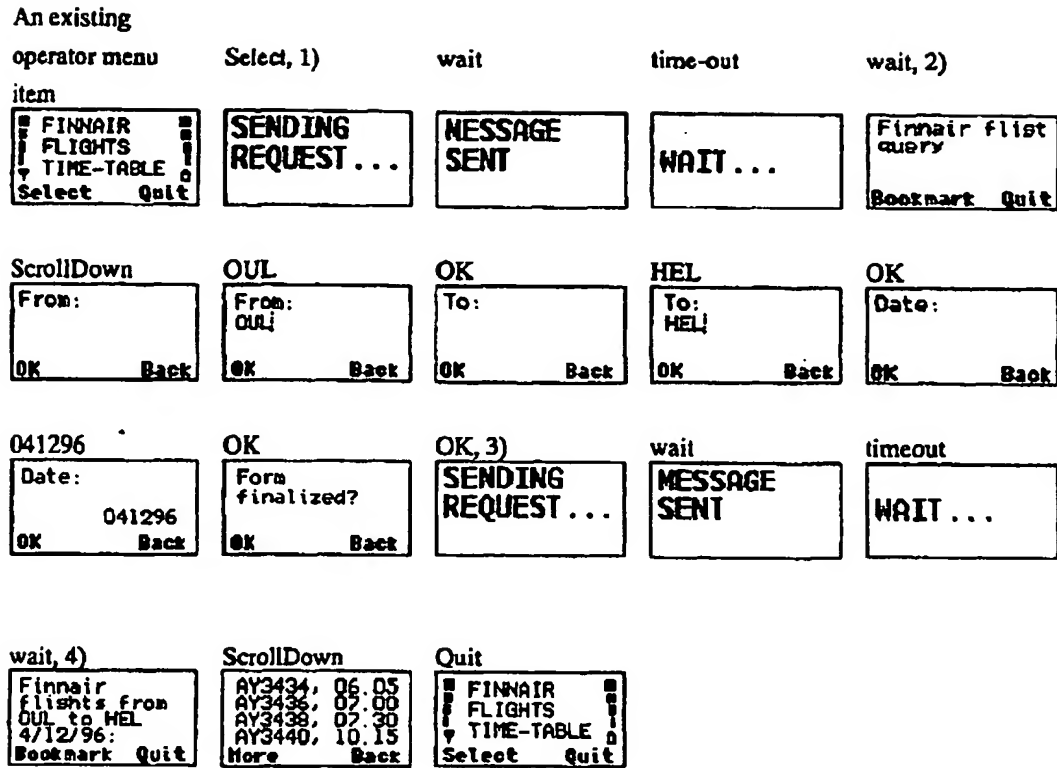 An existing
operator menu
item
Select, 1)
wait
time-out
wait, 2)
FINNAIR
FLIGHTS
TIME-TABLE
Select Quit
SENDING
REQUEST...
MESSAGE
SENT
WAIT...
Finnair flist
query
Bookmark Quit
ScrollDown
OUL
OK
HEL
OK
From:
OK Back
From:
OUL
OK Back
To:
OK Back
To:
HEL
OK Back
Date:
OK Back
041296
OK
OK, 3)
wait
timeout
Date:
041296
OK Back
Form
finalized?
OK Back
SENDING
REQUEST...
MESSAGE
SENT
WAIT...
wait, 4)
ScrollDown
Quit
Finnair
flights from
OUL to HEL
4/12/96:
Bookmark Quit
AY3434, 06.05
AY3436, 07.00
AY3438, 07.30
AY3440, 10.15
More Back
FINNAIR
FLIGHTS
TIME-TABLE
Select Quit